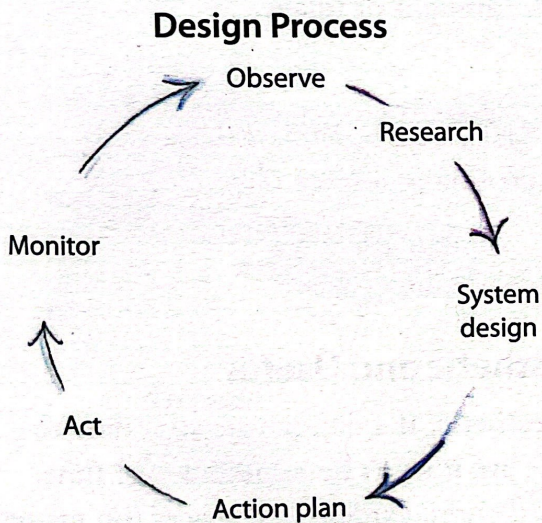 Design Process
Observe
Research
System
design
Action plan
Act
Monitor